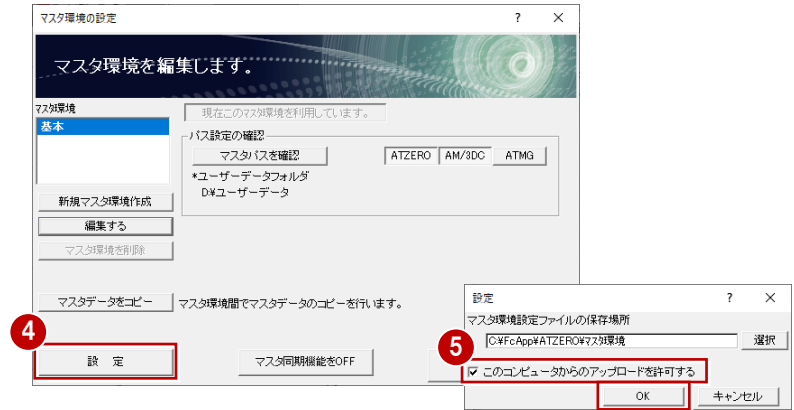 マスタ環境の設定
? ×
マスタ環境を編集します。
マスタ環境
基本
現在このマスタ環境を利用しています。
パス設定の確認
マスタパスを確認
ATZERO AM/3DC ATMG
*ユーザーデータフォルダ
D¥ユーザーデータ
新規マスタ環境作成
編集する
マスタ環境を削除
マスタデータをコピー
マスタ環境間でマスタデータのコピーを行います。
4
設 定
マスタ同期機能をOFF
設定
? ×
マスタ環境設定ファイルの保存場所
5
C:¥FcApp¥ATZERO¥マスタ環境
選択
このコンピュータからのアップロードを許可する
OK
キャンセル